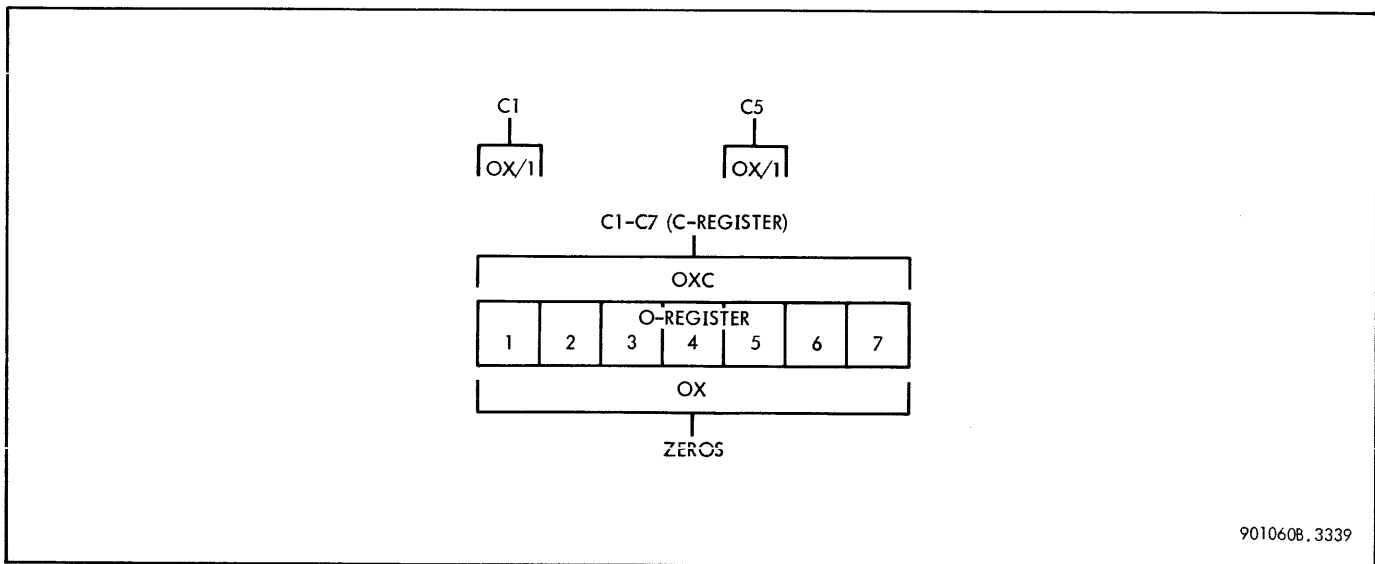 C1 C5
OX/1 OX/1
C1-C7 (C-REGISTER)
OXC
O-REGISTER
1 2 3 4 5 6 7
OX
ZEROS
901060B.3339